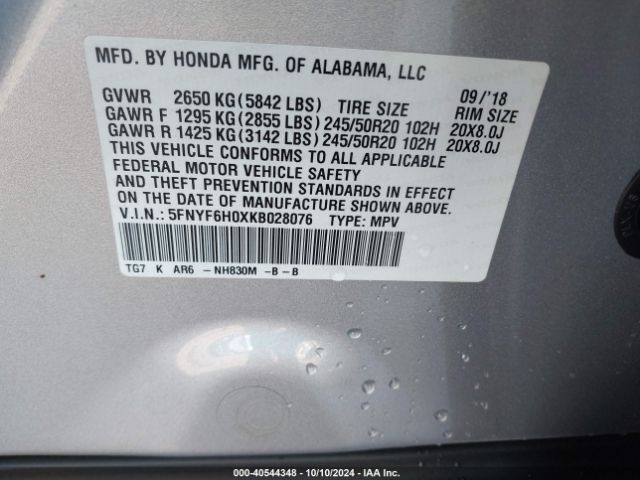 MFD. BY HONDA MFG. OF ALABAMA, LLC
09/'18
GVWR 2650 KG(5842 LBS) TIRE SIZE RIM SIZE
GAWR F 1295 KG(2855 LBS)245/50R20 102H 20X8.0J
GAWR R 1425 KG(3142 LBS)245/50R20 102H 20X8.0J
THIS VEHICLE CONFORMS TO ALL APPLICABLE
FEDERAL MOTOR VEHICLE SAFETY
AND THEFT PREVENTION STANDARDS IN EFFECT
ON THE DATE OF MANUFACTURE SHOWN ABOVE.
V.I.N.: 5FNYF6H0XKB028076 TYPE: MPV
TG7 K AR6 -NH830M -B-B
000-40544348 - 10/10/2024 - IAA Inc.